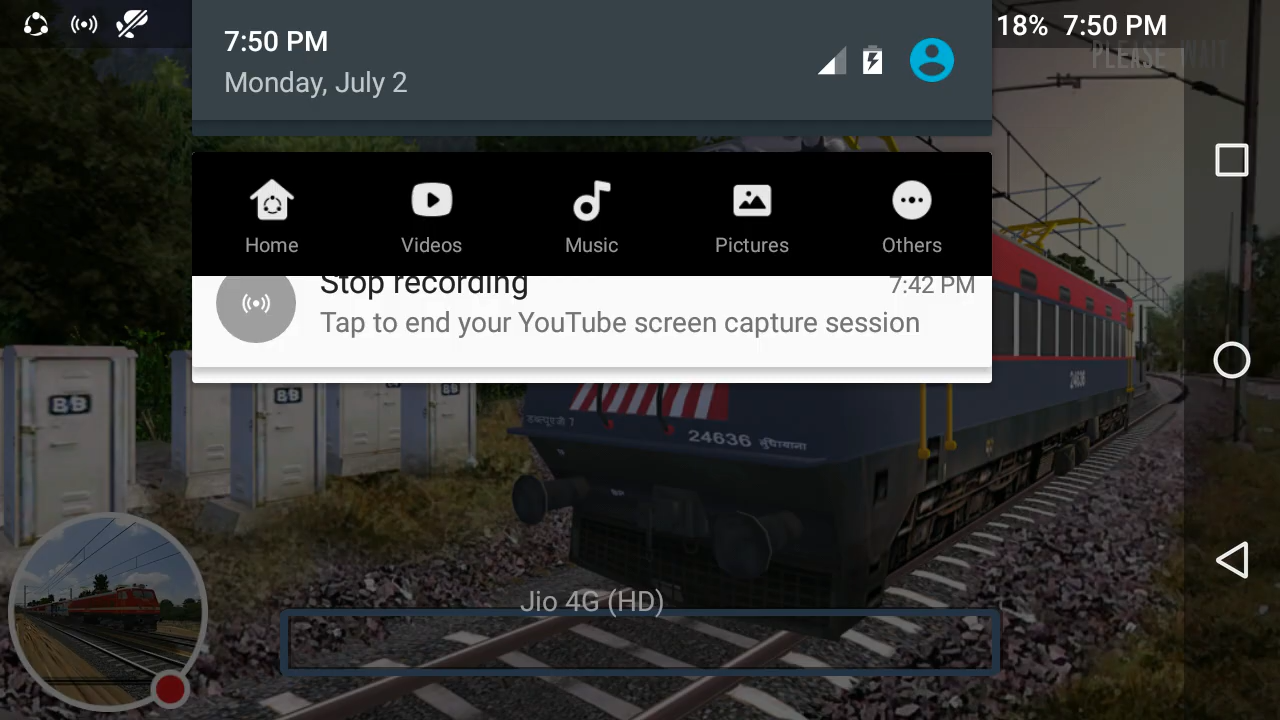 18% 7:50 PM
PLEASE WAIT
7:50 PM
Monday, July 2
Home
Videos
Music
Pictures
Others
Stop recording
7:42 PM
Tap to end your YouTube screen capture session
24636
BB
BB
BB
24636
Jio 4G (HD)